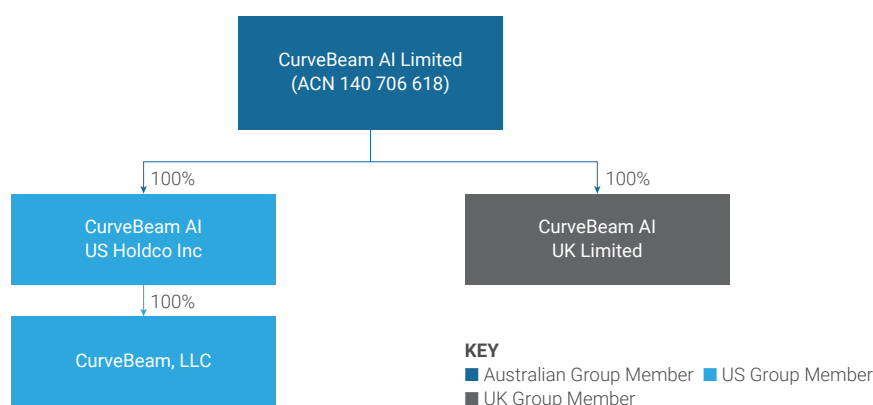 CurveBeam AI Limited
(ACN 140 706 618)
100%
100%
CurveBeam AI
US Holdco Inc
CurveBeam AI
UK Limited
100%
CurveBeam, LLC
KEY
Australian Group Member US Group Member
UK Group Member